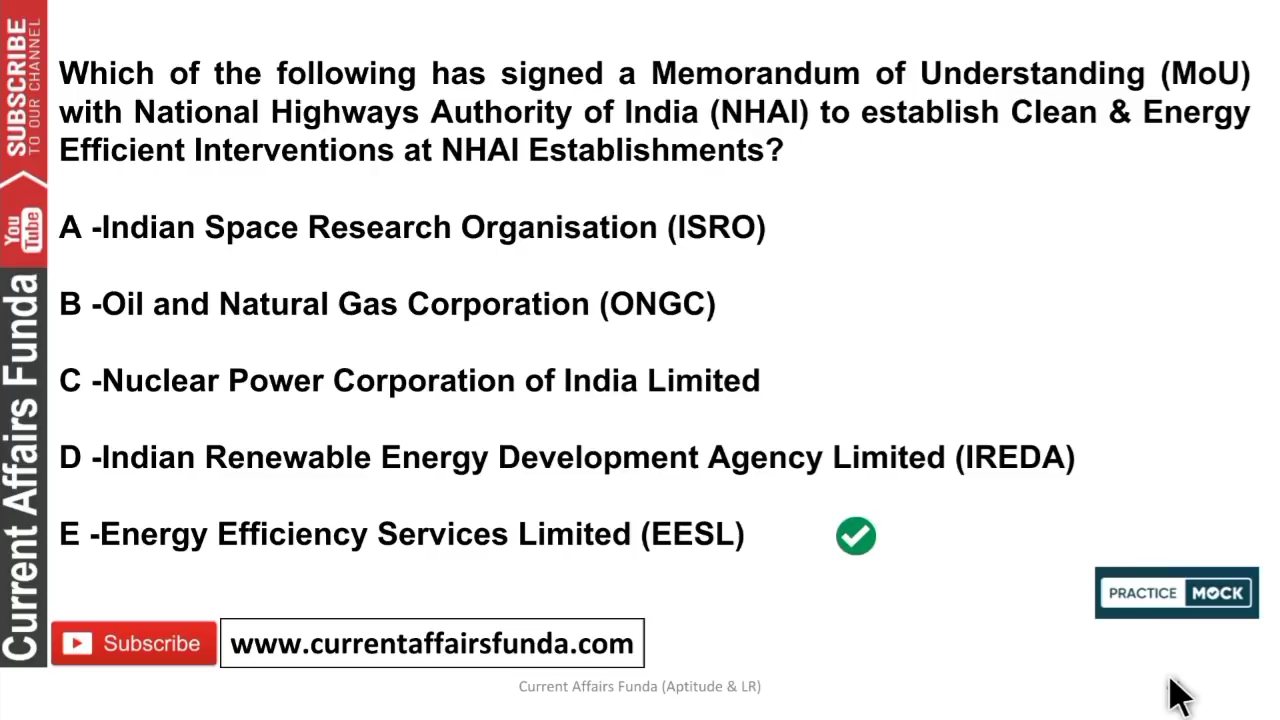 SUBSCRIBE
TO OUR CHANNEL
You
Tube
Current Affairs Funda
Which of the following has signed a Memorandum of Understanding (MoU)
with National Highways Authority of India (NHAI) to establish Clean & Energy
Efficient Interventions at NHAI Establishments?
A -Indian Space Research Organisation (ISRO)
B -Oil and Natural Gas Corporation (ONGC)
C -Nuclear Power Corporation of India Limited
D -Indian Renewable Energy Development Agency Limited (IREDA)
E -Energy Efficiency Services Limited (EESL)
PRACTICE MOCK
Subscribe
www.currentaffairsfunda.com
Current Affairs Funda (Aptitude & LR)